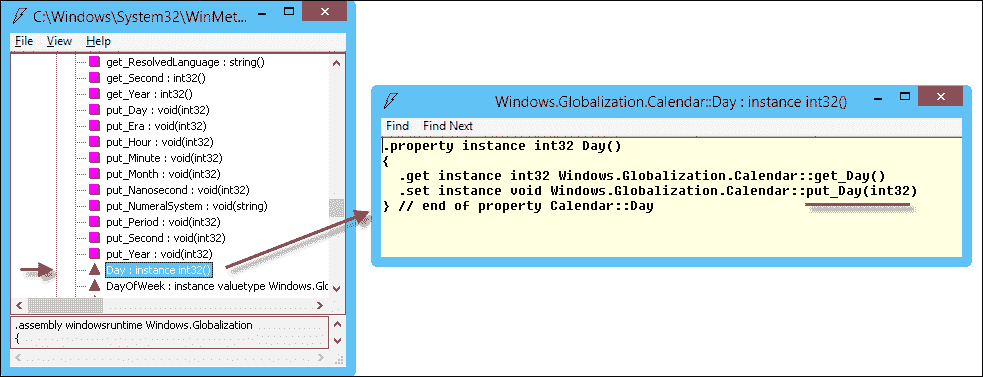 C:\Windows\System32\WinMet...
File View Help
get_ResolvedLanguage : string()
get_Second : int32()
get_Year : int32()
put_Day : void(int32)
put_Era : void(int32)
put_Hour : void(int32)
put_Minute : void(int32)
put_Month : void(int32)
put_Nanosecond : void(int32)
put_NumeralSystem : void(string)
put_Period : void(int32)
put_Second : void(int32)
put_Year : void(int32)
Day : instance int32()
DayOfWeek : instance valuetype Windows.Glo
.assembly windowsruntime Windows.Globalization
{
Windows.Globalization.Calendar::Day : instance int32()
Find Find Next
.property instance int32 Day()
{
.get instance int32 Windows.Globalization.Calendar::get_Day()
.set instance void Windows.Globalization.Calendar::put_Day(int32)
} // end of property Calendar::Day